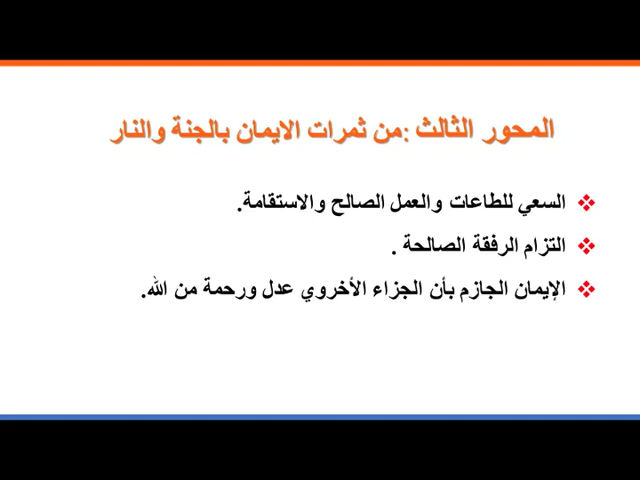 المحور الثالث :من ثمرات الايمان بالجنة والنار
السعي للطاعات والعمل الصالح والاستقامة.
التزام الرفقة الصالحة .
الإيمان الجازم بأن الجزاء الأخروي عدل ورحمة من الله.